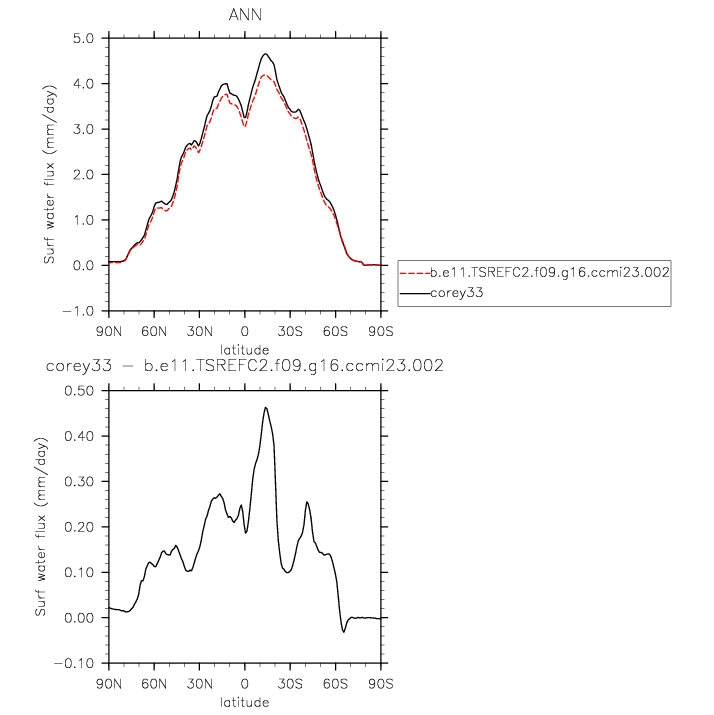 ANN
5.0
4.0
3.0
2.0
1.0
0.0
−1.0
Surf water flux (mm/day)
90N 60N 30N 0 30S 60S 90S
latitude
b.e11.TSREFC2.f09.g16.ccmi23.002
corey33
corey33 − b.e11.TSREFC2.f09.g16.ccmi23.002
0.50
0.40
0.30
0.20
0.10
0.00
−0.10
Surf water flux (mm/day)
90N 60N 30N 0 30S 60S 90S
latitude